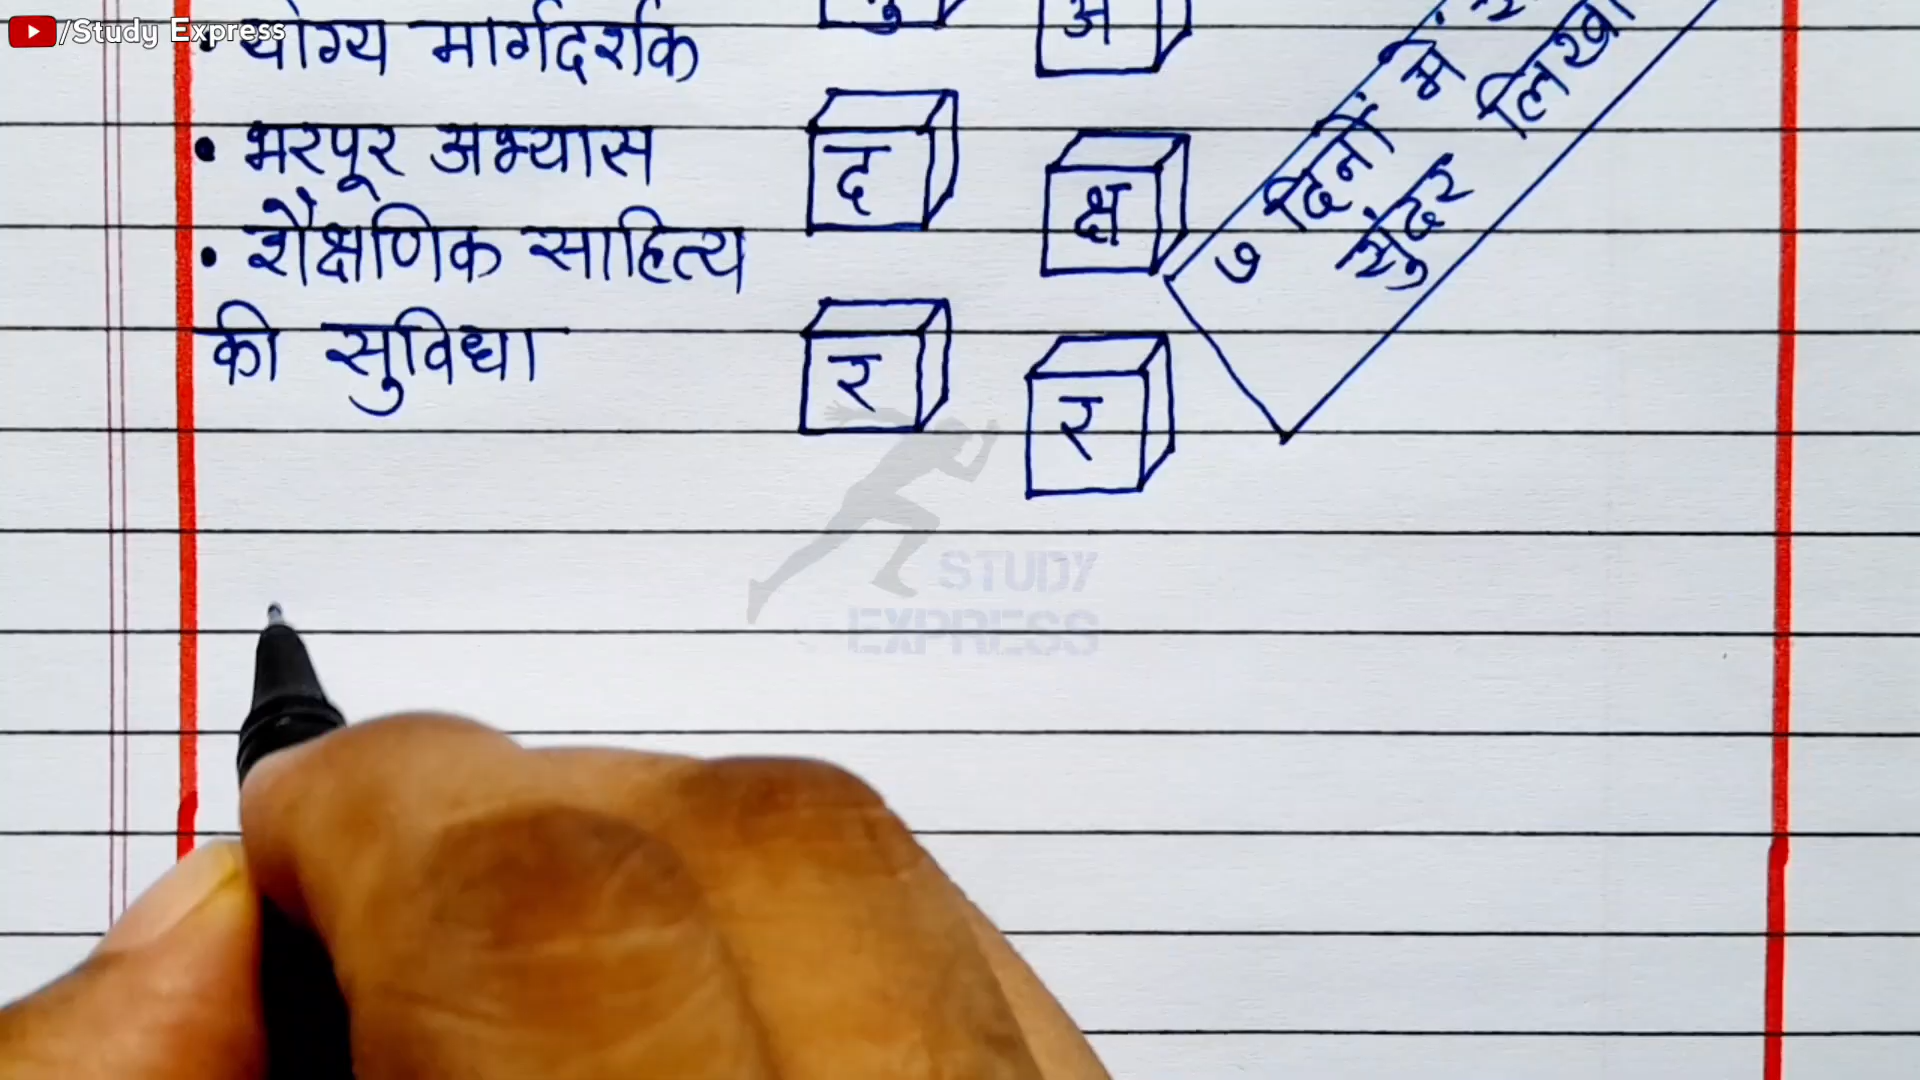 /Study Express
• योग्य मार्गदर्शक
• भरपूर अभ्यास
• शैक्षणिक साहित्य
की सुविधा
अ
द
क्ष
र
र
७ दिनों में
सुंदर लिखा
STUDY
EXPRESS